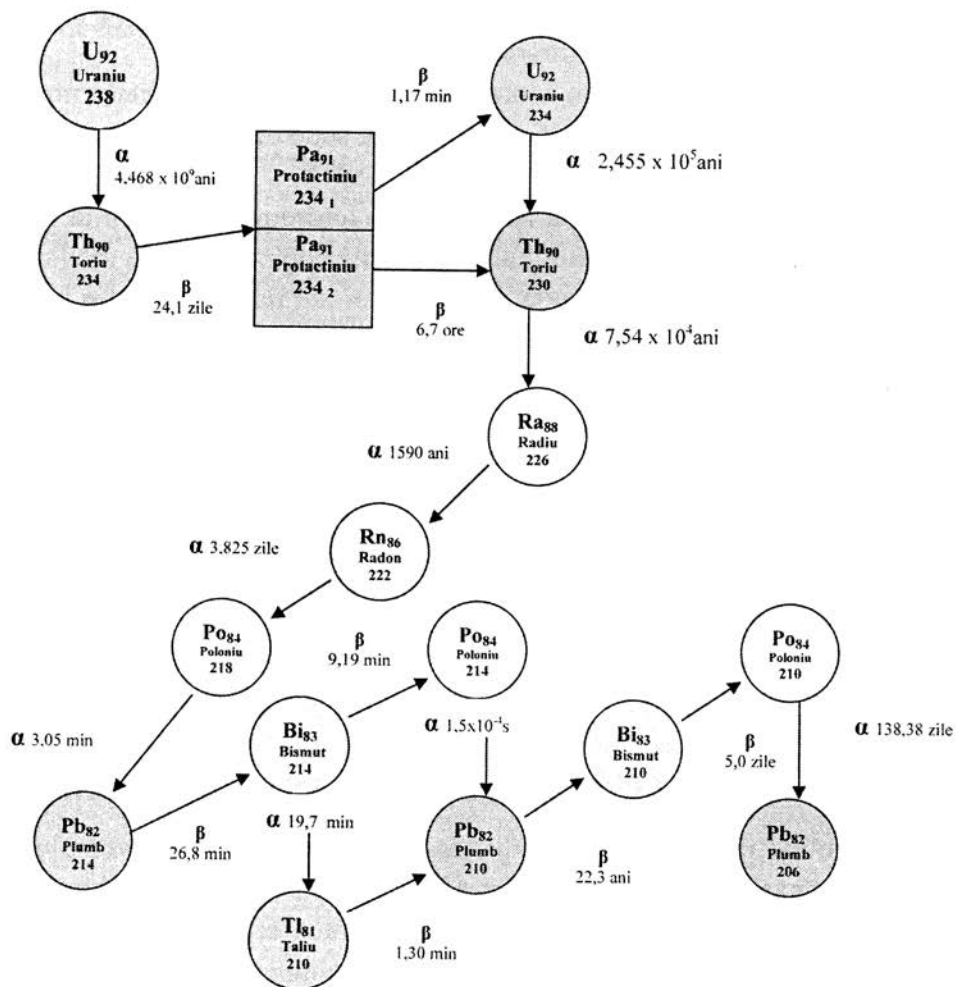 U92
Uraniu
238
α
4,468 x 10⁹ani
Th90
Toriu
234
β
24,1 zile
Pa91
Protactiniu
234 1
Pa91
Protactiniu
234 2
β
1,17 min
U92
Uraniu
234
α 2,455 x 10⁵ani
β
6,7 ore
Th90
Toriu
230
α 7,54 x 10⁴ani
Ra88
Radiu
226
α 1590 ani
Rn86
Radon
222
α 3.825 zile
Po84
Poloniu
218
α 3.05 min
Pb82
Plumb
214
β
26,8 min
Bi83
Bismut
214
β
9,19 min
Po84
Poloniu
214
α 1,5x10⁻⁴s
α 19,7 min
Tl81
Taliu
210
β
1,30 min
Pb82
Plumb
210
β
22,3 ani
Bi83
Bismut
210
β
5,0 zile
Po84
Poloniu
210
α 138,38 zile
Pb82
Plumb
206